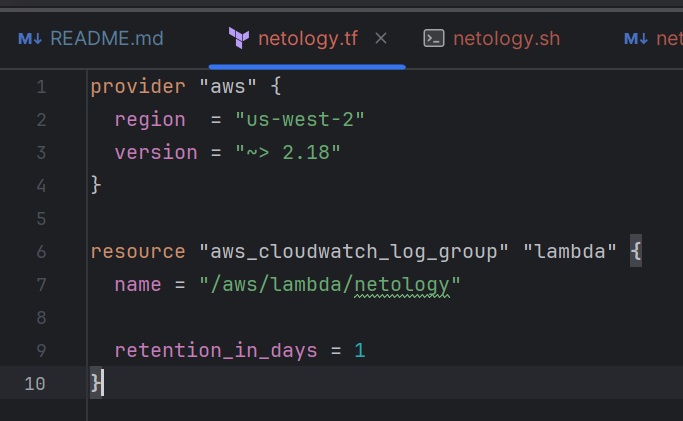 README.md netology.tf netology.sh net
1 provider "aws" {
2   region  = "us-west-2"
3   version = "~> 2.18"
4 }
5
6 resource "aws_cloudwatch_log_group" "lambda" {
7   name = "/aws/lambda/netology"
8
9   retention_in_days = 1
10 }